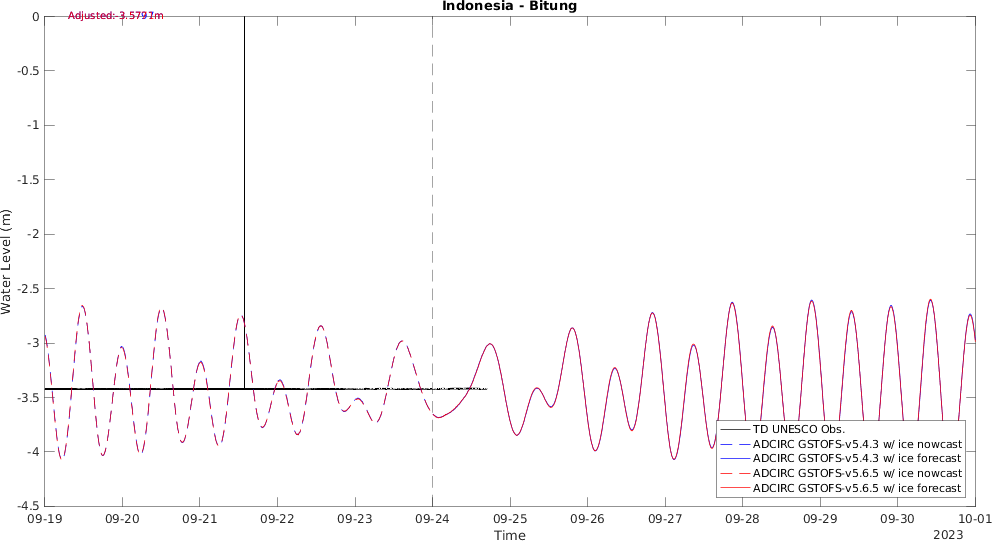 Indonesia - Bitung
0
-0.5
-1
-1.5
-2
-2.5
-3
-3.5
-4
-4.5
Water Level (m)
TD UNESCO Obs.
ADCIRC GSTOFS-v5.4.3 w/ ice nowcast
ADCIRC GSTOFS-v5.4.3 w/ ice forecast
ADCIRC GSTOFS-v5.6.5 w/ ice nowcast
ADCIRC GSTOFS-v5.6.5 w/ ice forecast
09-19 09-20 09-21 09-22 09-23 09-24 09-25 09-26 09-27 09-28 09-29 09-30 10-01
Time
2023
Adjusted: